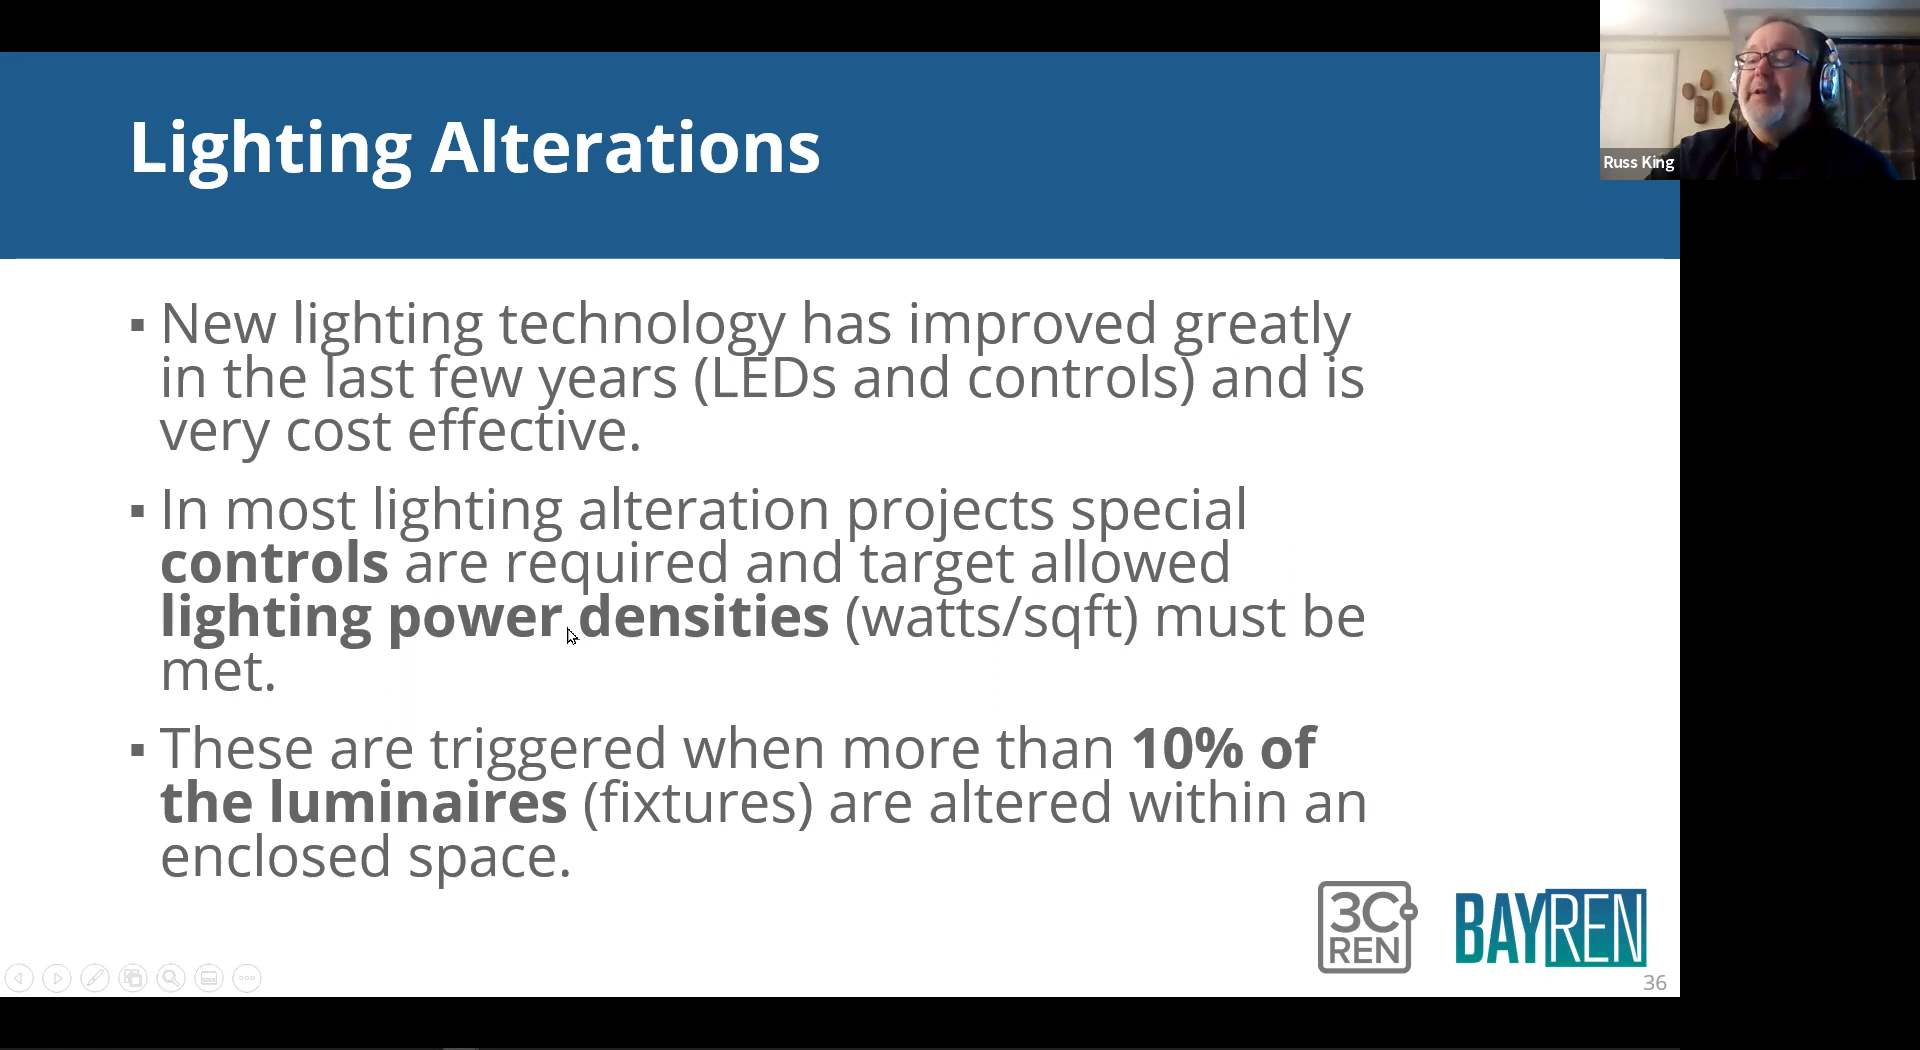 Lighting Alterations
Russ King
▪ New lighting technology has improved greatly
in the last few years (LEDs and controls) and is
very cost effective.
▪ In most lighting alteration projects special
controls are required and target allowed
lighting power densities (watts/sqft) must be
met.
▪ These are triggered when more than 10% of
the luminaires (fixtures) are altered within an
enclosed space.
3C
REN
BAYREN
36